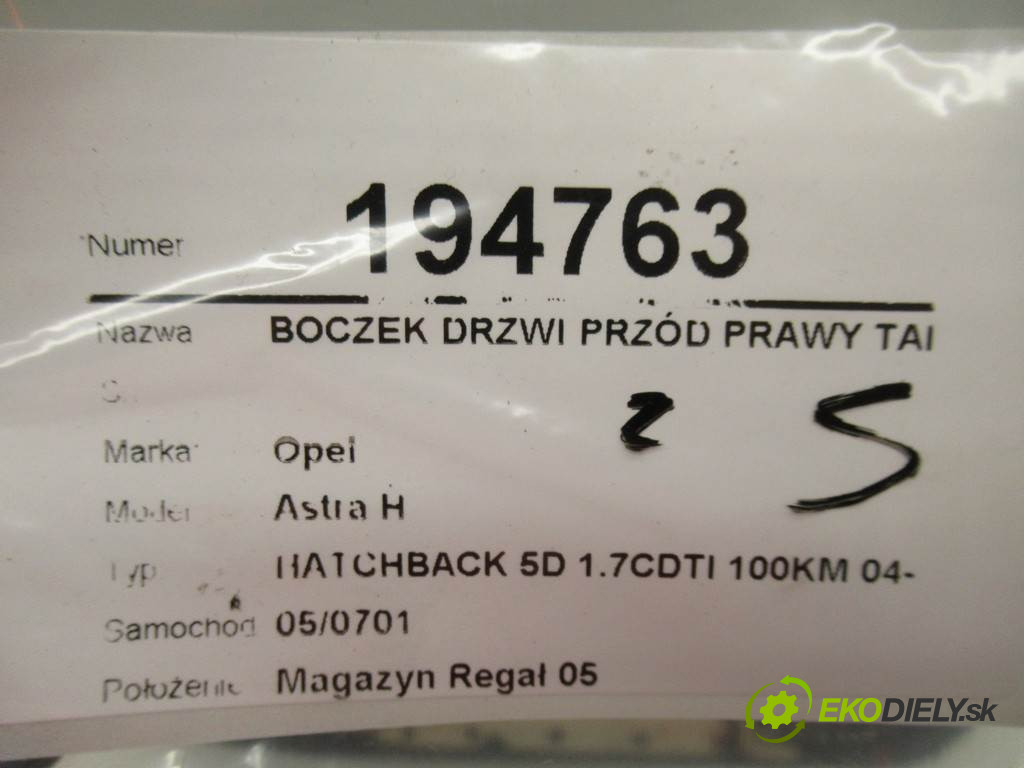 Numer 194763
Nazwa BOCZEK DRZWI PRZÓD PRAWY TAI
2 S
Marka Opel
Model Astra H
Typ HATCHBACK 5D 1.7CDTI 100KM 04-
Samochód 05/0701
Położenie Magazyn Regał 05
EKODIELY.sk